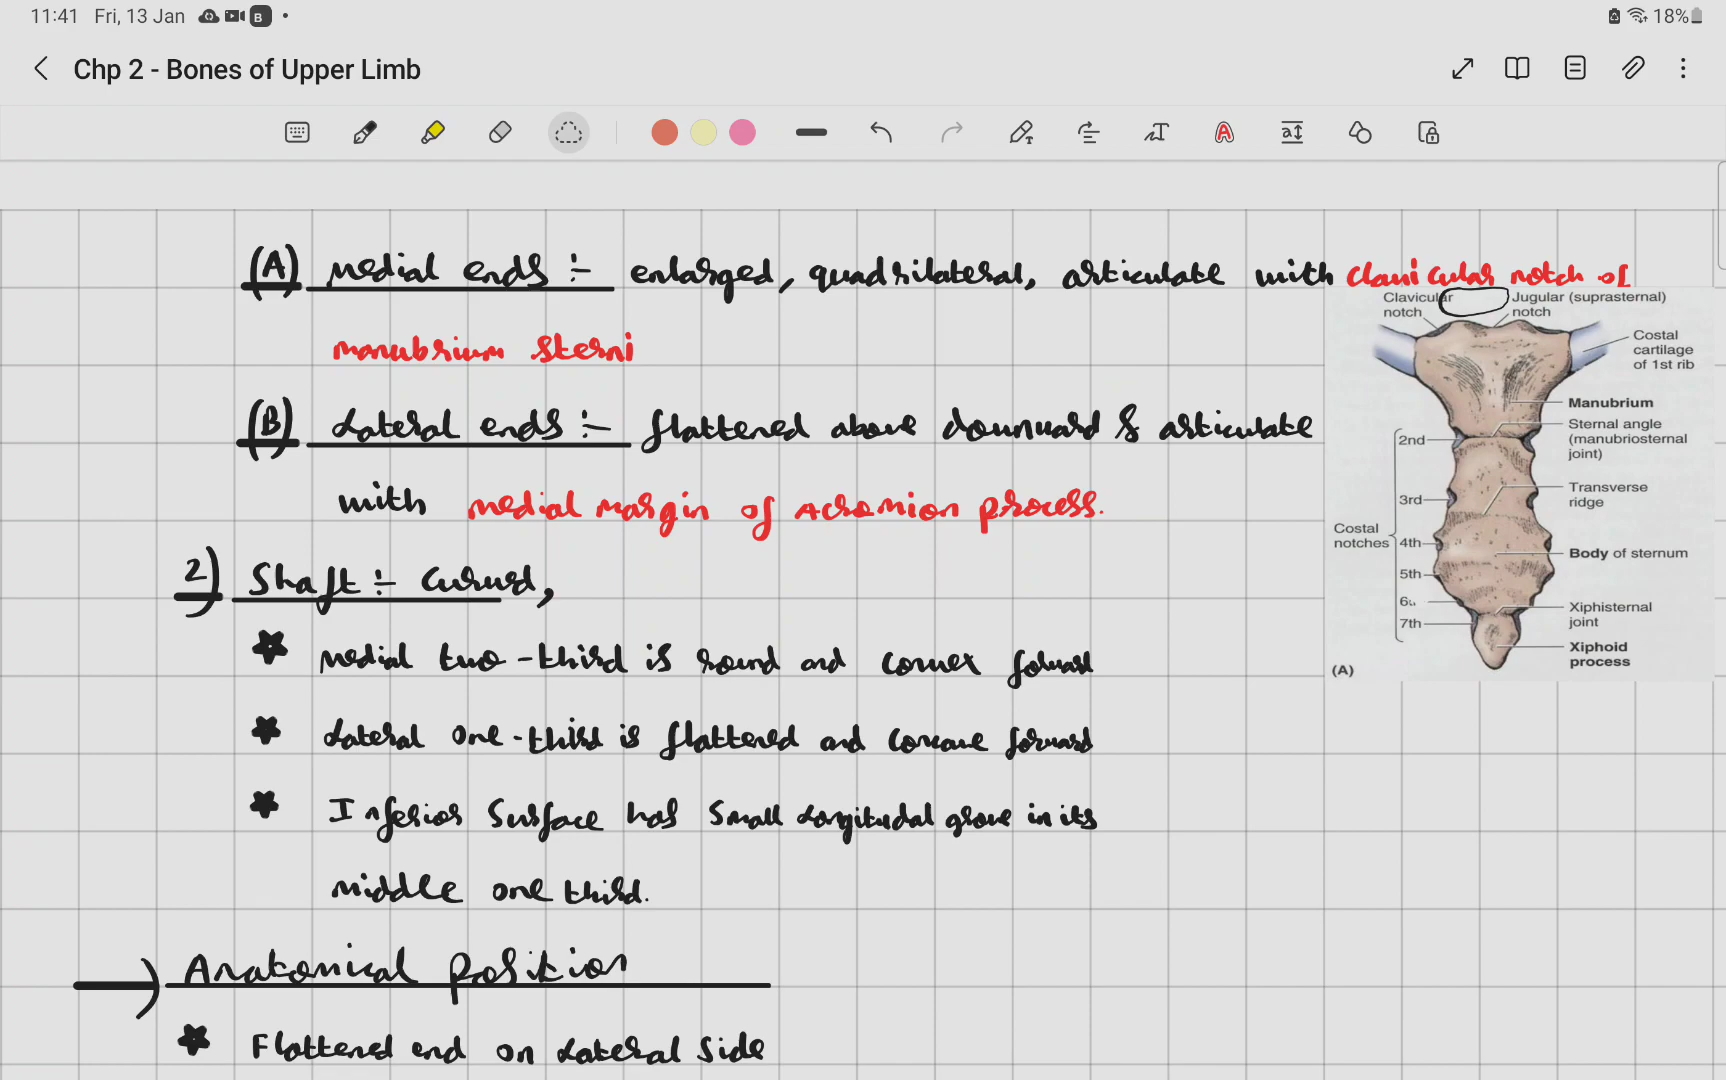 11:41 Fri, 13 Jan B 18%
Chp 2 - Bones of Upper Limb
(A) Medial ends :- enlarged, quadrilateral, articulate with clavicular notch of
manubrium sterni
(B) Lateral ends :- flattened above downward & articulate
with medial margin of Acromion process.
2) Shaft :- Curved,
Medial two-third is round and convex forward
Lateral one-third is flattened and concave forward
Inferior Surface has small longitudal grove in its
middle one third.
Anatomical position
Flattened end on lateral side
Clavicular
notch
Jugular (suprasternal)
notch
Costal
cartilage
of 1st rib
Manubrium
Sternal angle
(manubriosternal
joint)
Transverse
ridge
Body of sternum
Xiphisternal
joint
Xiphoid
process
Costal
notches
2nd
3rd
4th
5th
7th
(A)